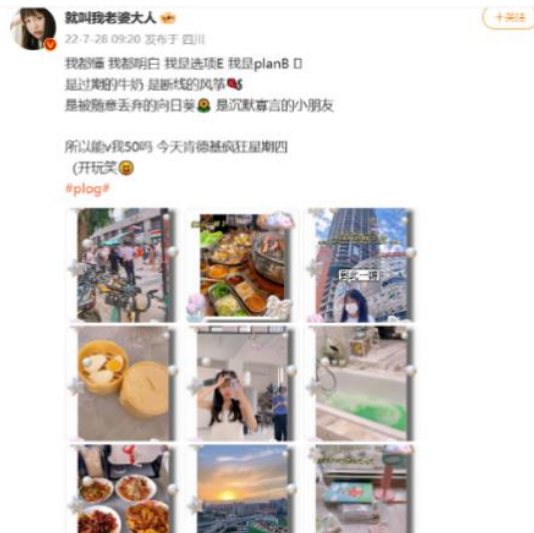 就叫我老婆大人
+关注
22-7-28 09:20 发布于 四川
我都懂 我都明白 我是选项E 我是planB
是过期的牛奶 是断线的风筝
是被随意丢弃的向日葵 是沉默寡言的小朋友
所以能v我50吗 今天肯德基疯狂星期四
（开玩笑
#plog#
到此一游